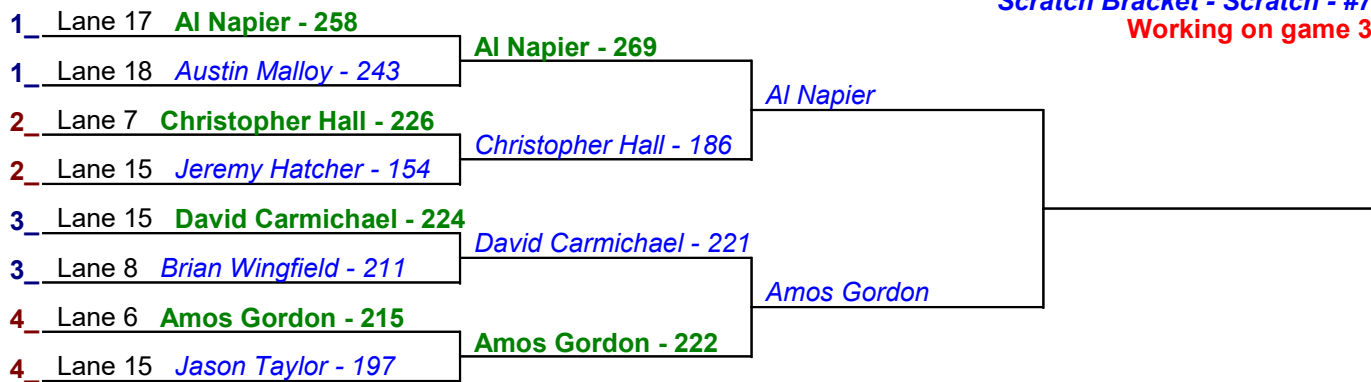 Scratch Bracket - Scratch - #7
Working on game 3
1_ Lane 17 Al Napier - 258
Al Napier - 269
1_ Lane 18 Austin Malloy - 243
Al Napier
2_ Lane 7 Christopher Hall - 226
Christopher Hall - 186
2_ Lane 15 Jeremy Hatcher - 154
3_ Lane 15 David Carmichael - 224
David Carmichael - 221
3_ Lane 8 Brian Wingfield - 211
Amos Gordon
4_ Lane 6 Amos Gordon - 215
Amos Gordon - 222
4_ Lane 15 Jason Taylor - 197